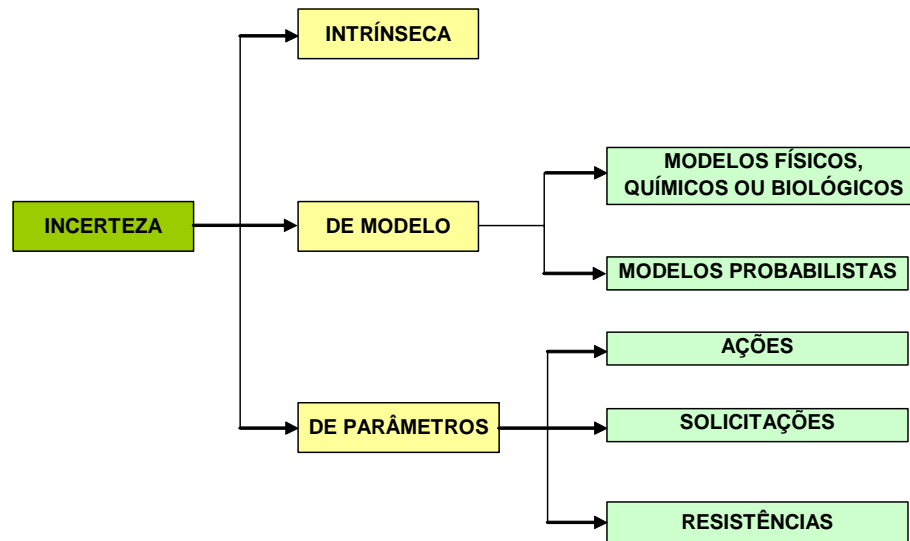 INTRÍNSECA
MODELOS FÍSICOS,
QUÍMICOS OU BIOLÓGICOS
INCERTEZA
DE MODELO
MODELOS PROBABILISTAS
AÇÕES
DE PARÂMETROS
SOLICITAÇÕES
RESISTÊNCIAS